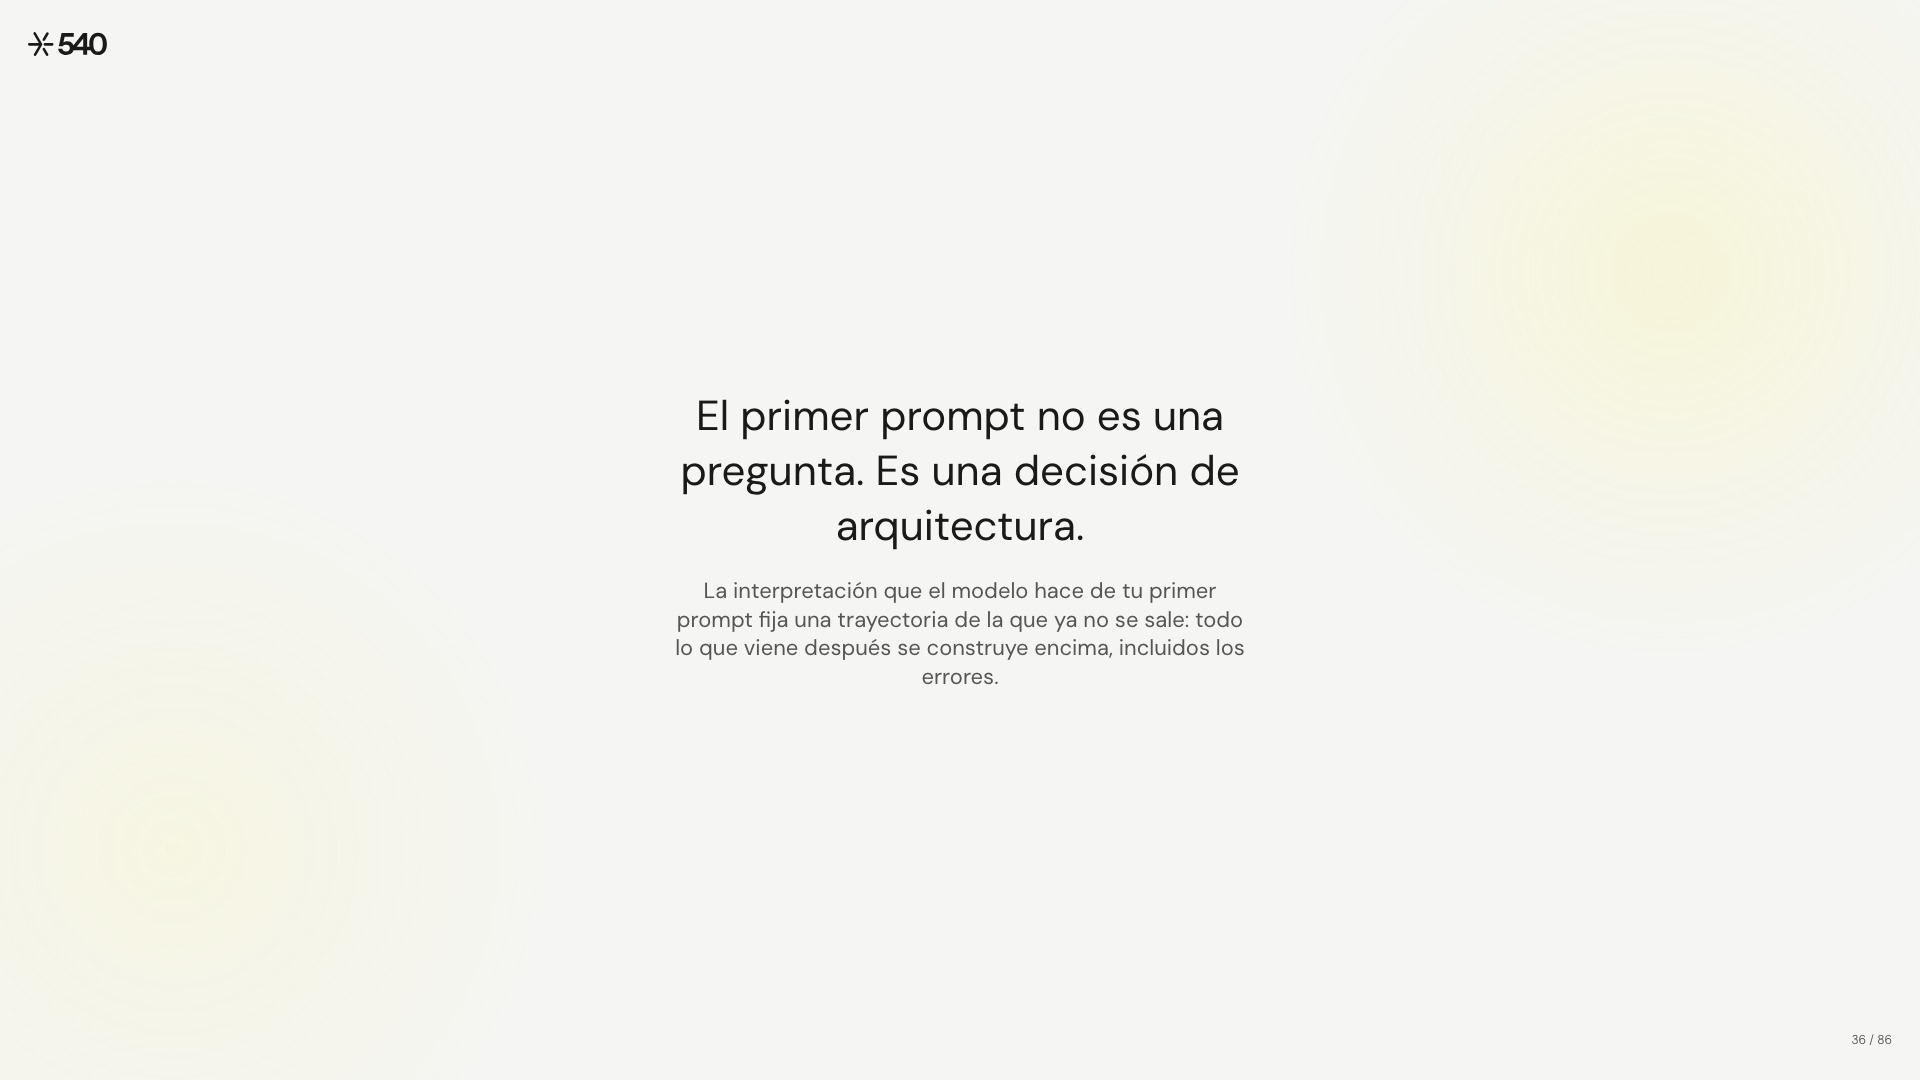 540
El primer prompt no es una
pregunta. Es una decisión de
arquitectura.
La interpretación que el modelo hace de tu primer
prompt fija una trayectoria de la que ya no se sale: todo
lo que viene después se construye encima, incluidos los
errores.
36 / 86